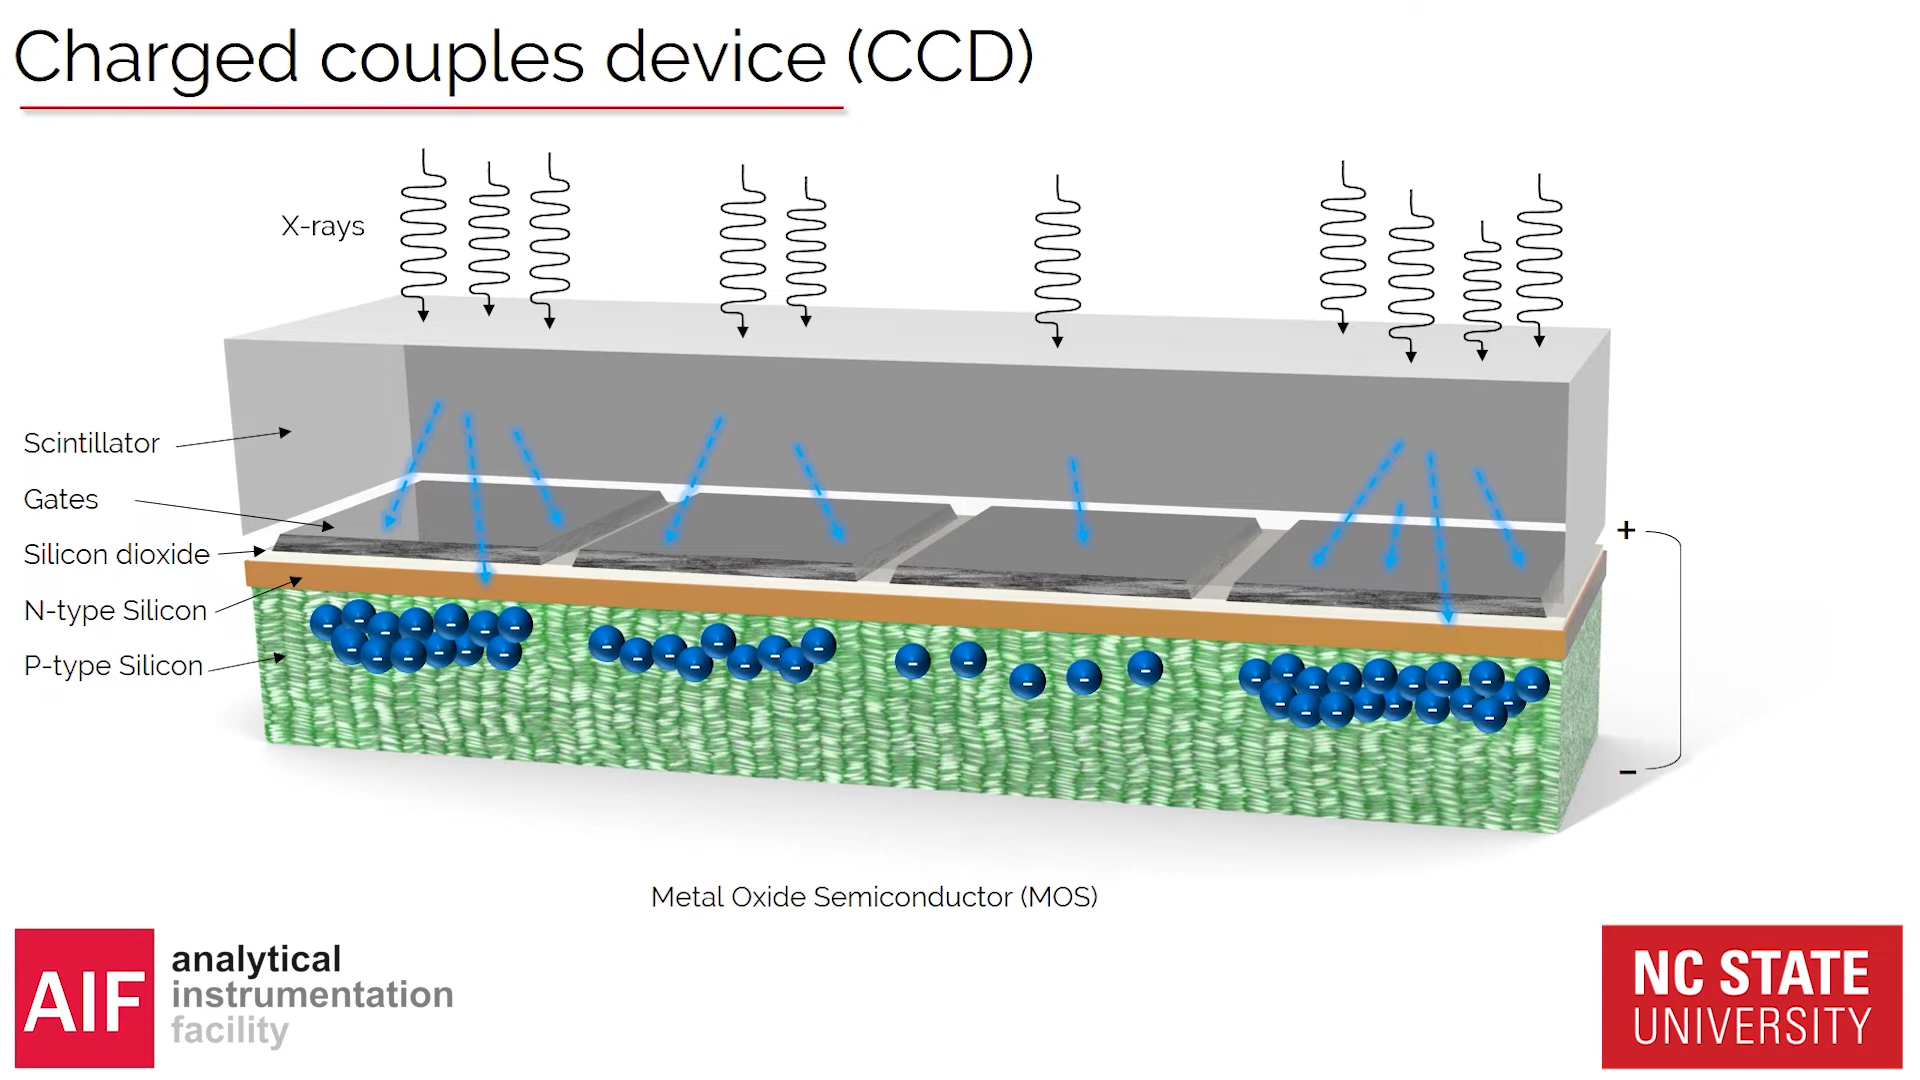 Charged couples device (CCD)
X-rays
Scintillator
Gates
Silicon dioxide
N-type Silicon
P-type Silicon
+
−
Metal Oxide Semiconductor (MOS)
AIF
analytical
instrumentation
facility
NC STATE
UNIVERSITY